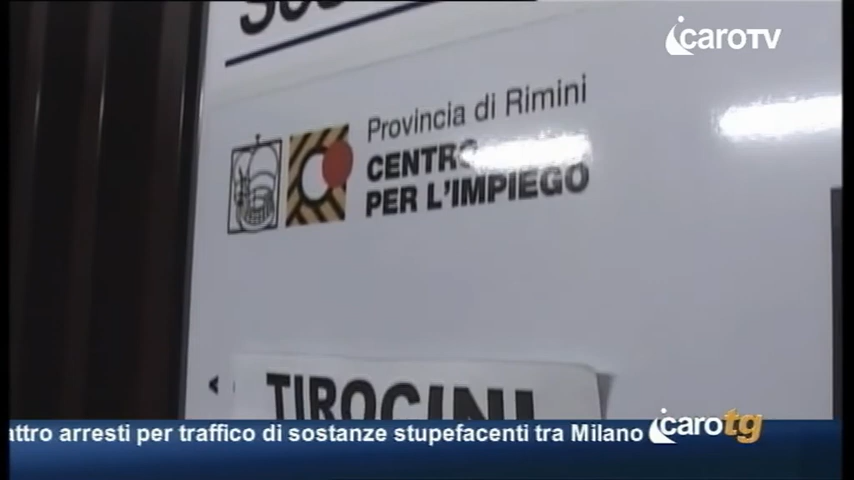 icaroTV
Provincia di Rimini
CENTRO
PER L'IMPIEGO
TIROCINI
attro arresti per traffico di sostanze stupefacenti tra Milano
icarotg